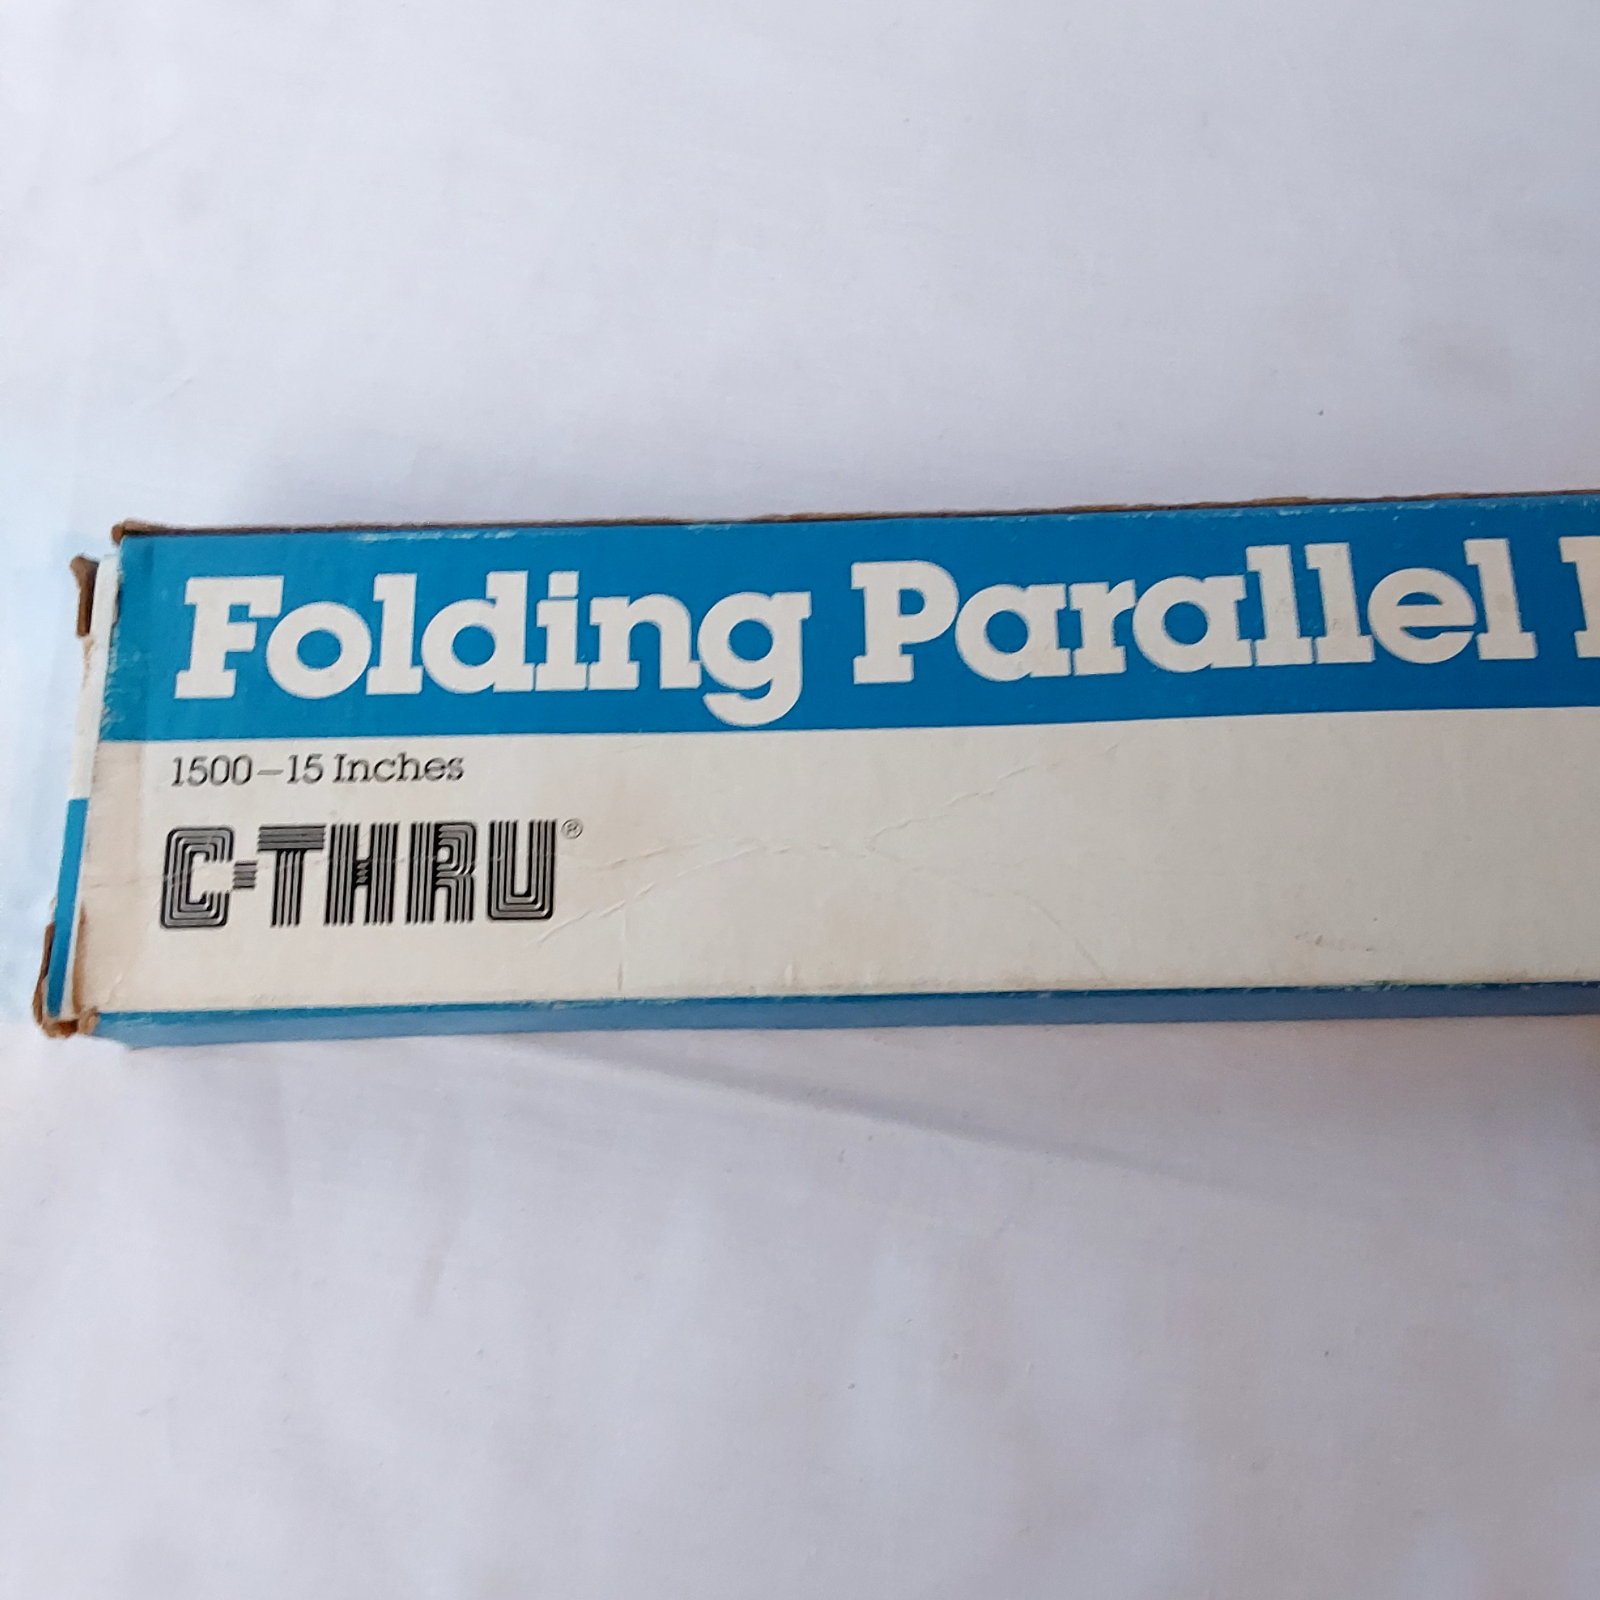 Folding Parallel
1500–15 Inches
C-THRU®